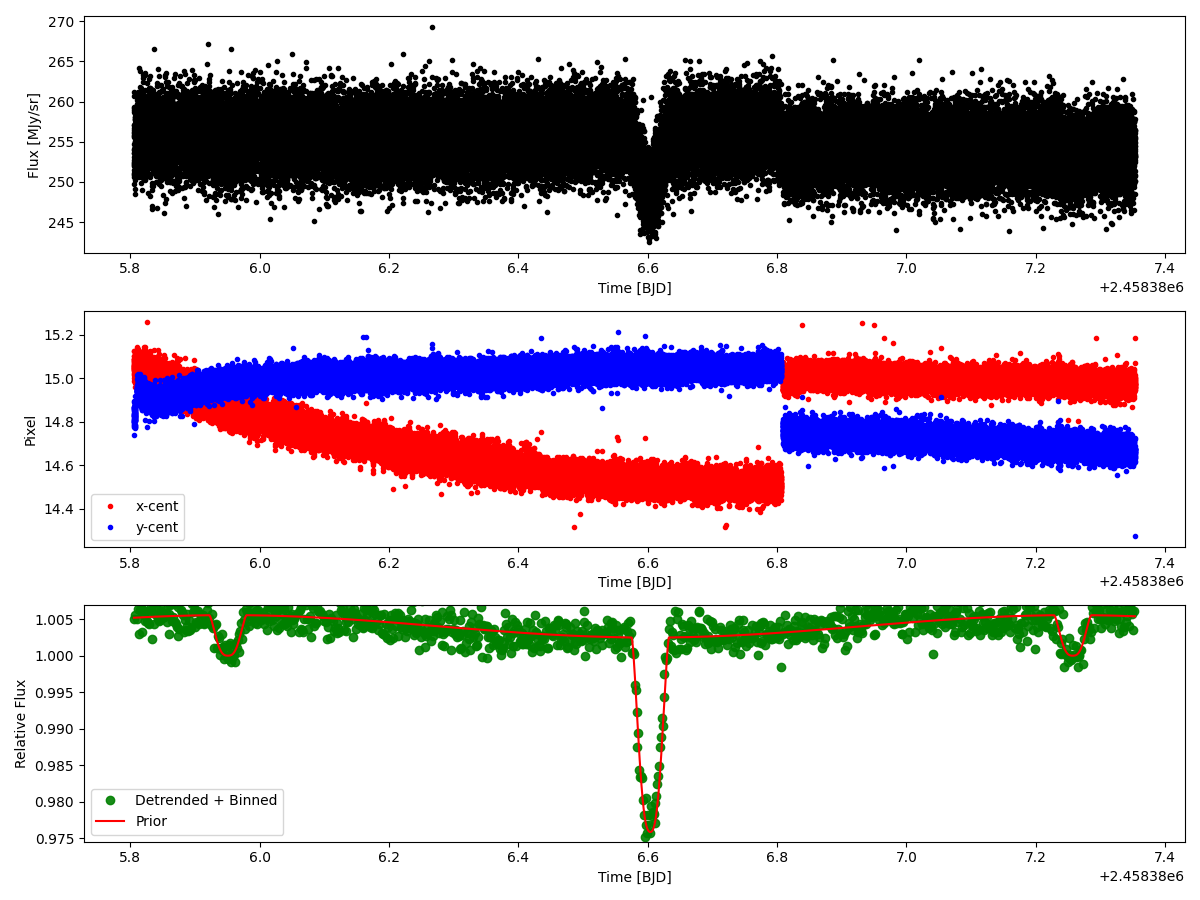 270
265
260
255
250
245
Flux [MJy/sr]
5.8 6.0 6.2 6.4 6.6 6.8 7.0 7.2 7.4
Time [BJD]
+2.45838e6
15.2
15.0
14.8
14.6
14.4
Pixel
x-cent
y-cent
5.8 6.0 6.2 6.4 6.6 6.8 7.0 7.2 7.4
Time [BJD]
+2.45838e6
1.005
1.000
0.995
0.990
0.985
0.980
0.975
Relative Flux
Detrended + Binned
Prior
5.8 6.0 6.2 6.4 6.6 6.8 7.0 7.2 7.4
Time [BJD]
+2.45838e6